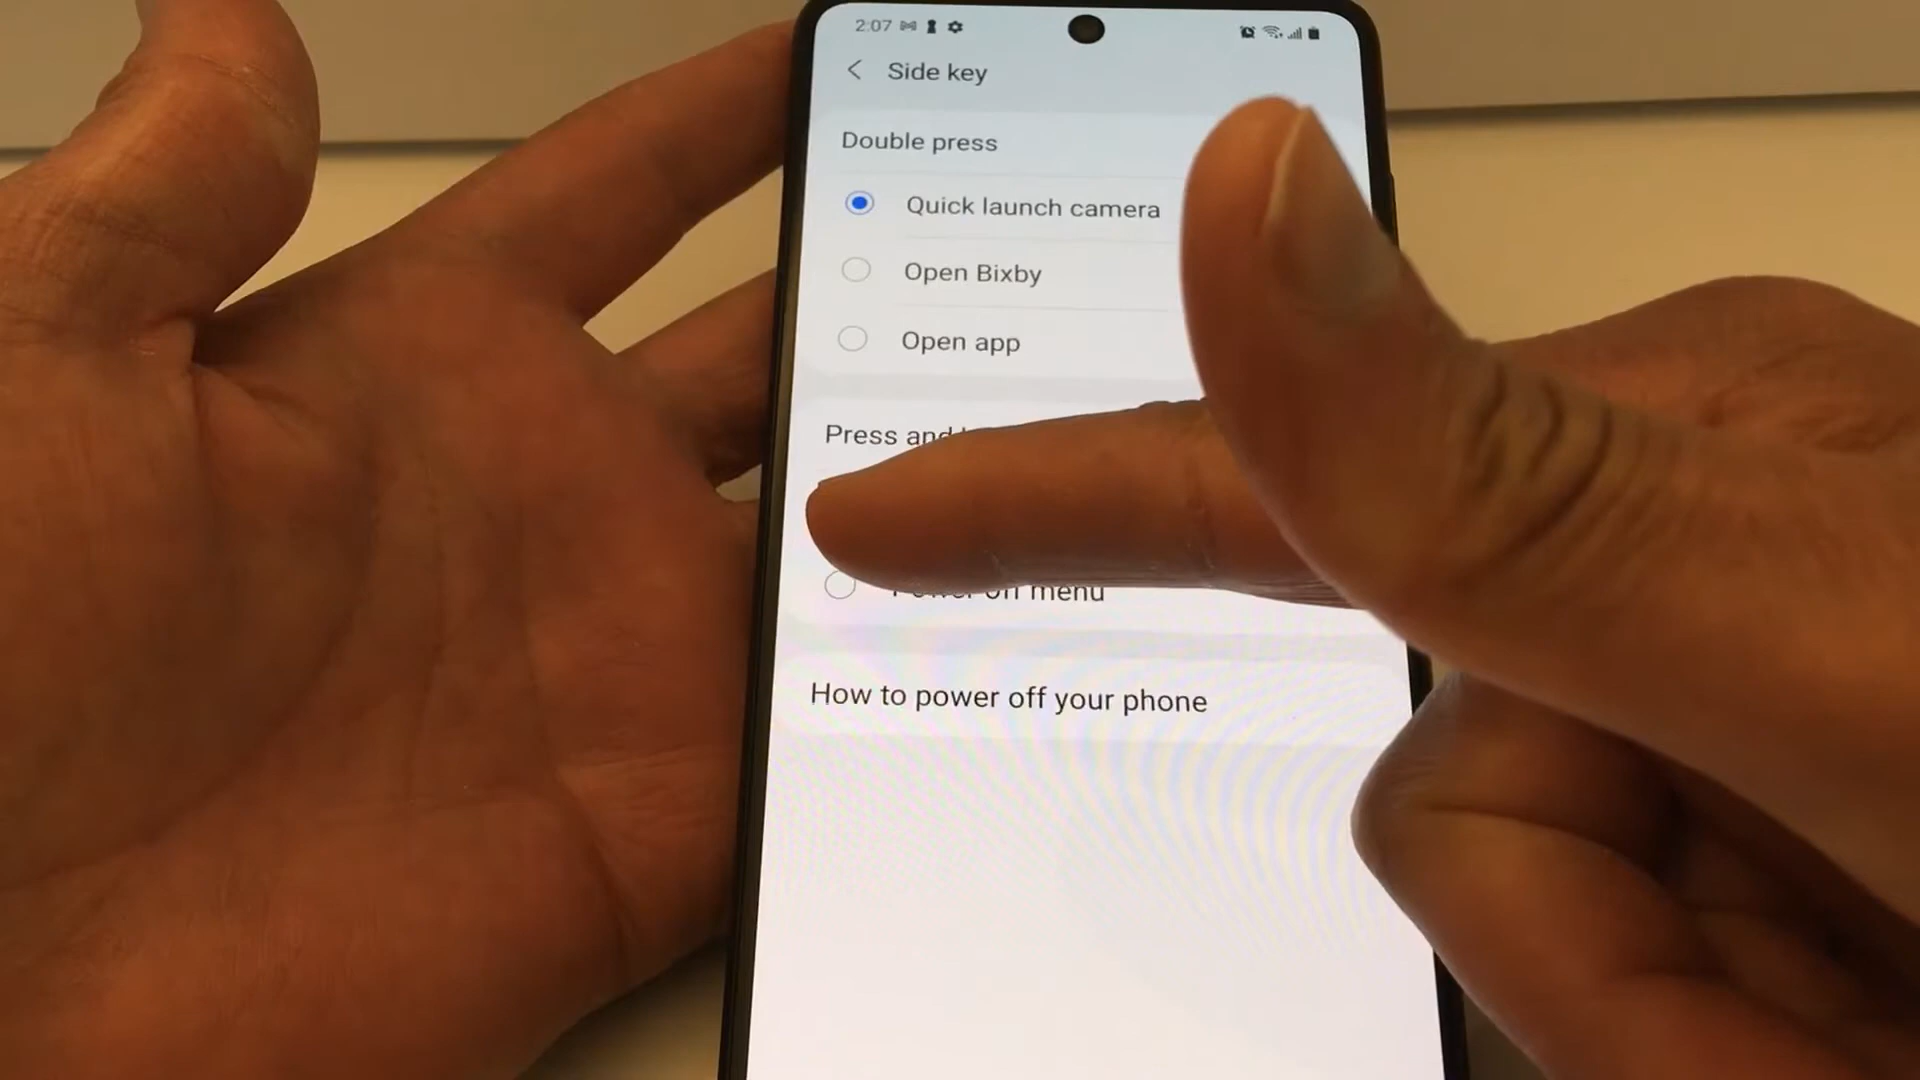 2:07
Side key
Double press
Quick launch camera
Open Bixby
Open app
Press and
Power off menu
How to power off your phone